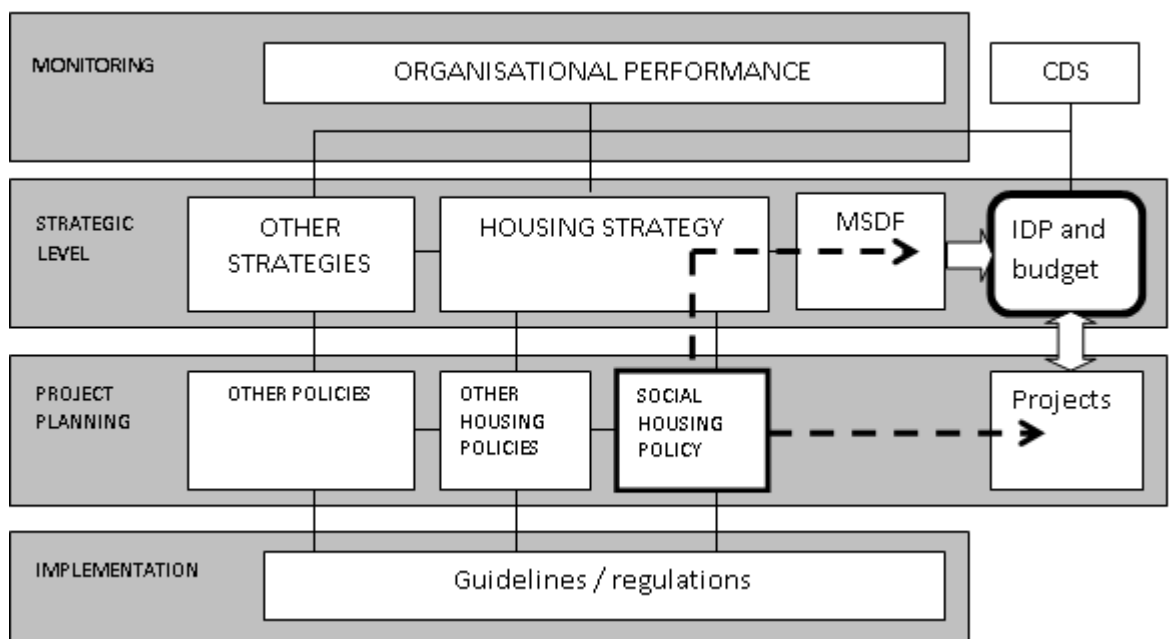 MONITORING
ORGANISATIONAL PERFORMANCE
CDS
STRATEGIC
LEVEL
OTHER
STRATEGIES
HOUSING STRATEGY
MSDF
IDP and
budget
PROJECT
PLANNING
OTHER POLICIES
OTHER
HOUSING
POLICIES
SOCIAL
HOUSING
POLICY
Projects
IMPLEMENTATION
Guidelines / regulations